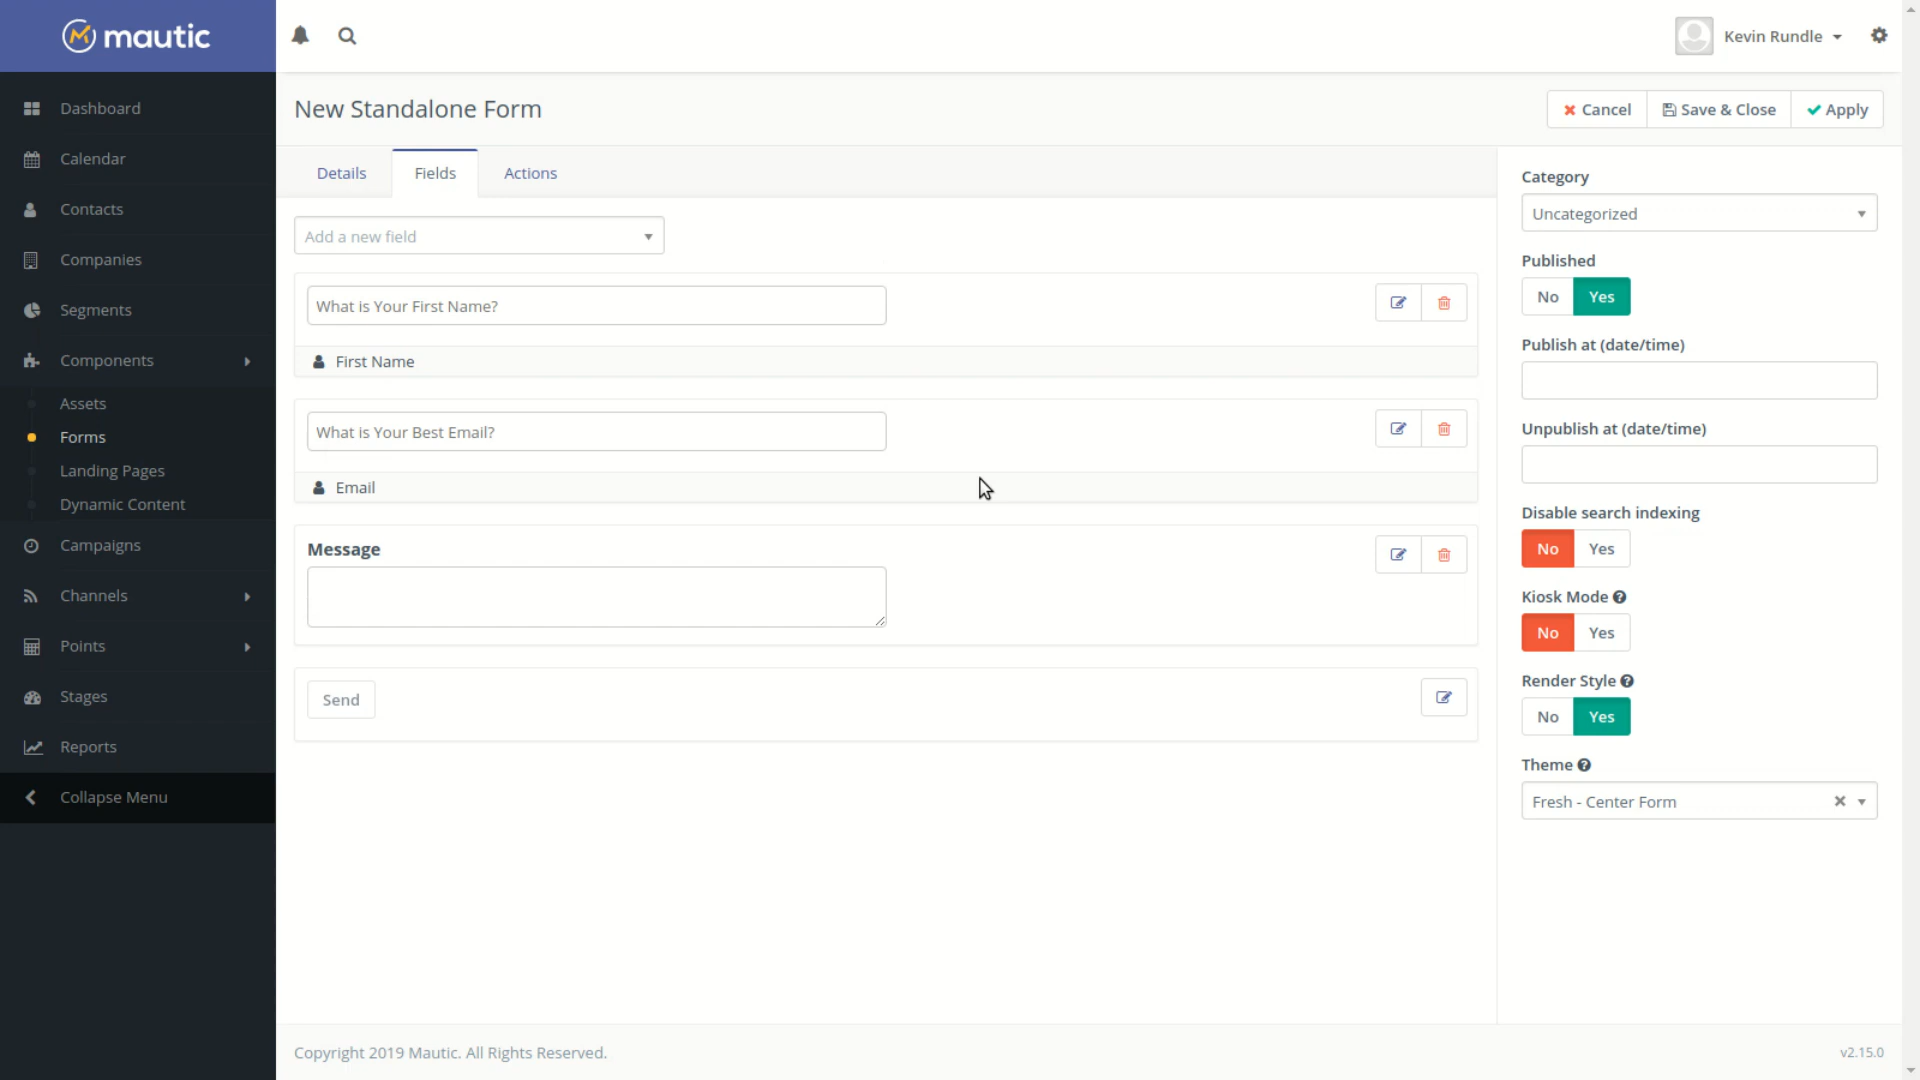 mautic
Kevin Rundle
Dashboard
Calendar
Contacts
Companies
Segments
Components
Assets
Forms
Landing Pages
Dynamic Content
Campaigns
Channels
Points
Stages
Reports
Collapse Menu
New Standalone Form
Cancel
Save & Close
Apply
Details
Fields
Actions
Add a new field
What is Your First Name?
First Name
What is Your Best Email?
Email
Message
Send
Category
Uncategorized
Published
No Yes
Publish at (date/time)
Unpublish at (date/time)
Disable search indexing
No Yes
Kiosk Mode
No Yes
Render Style
No Yes
Theme
Fresh - Center Form
Copyright 2019 Mautic. All Rights Reserved.
v2.15.0